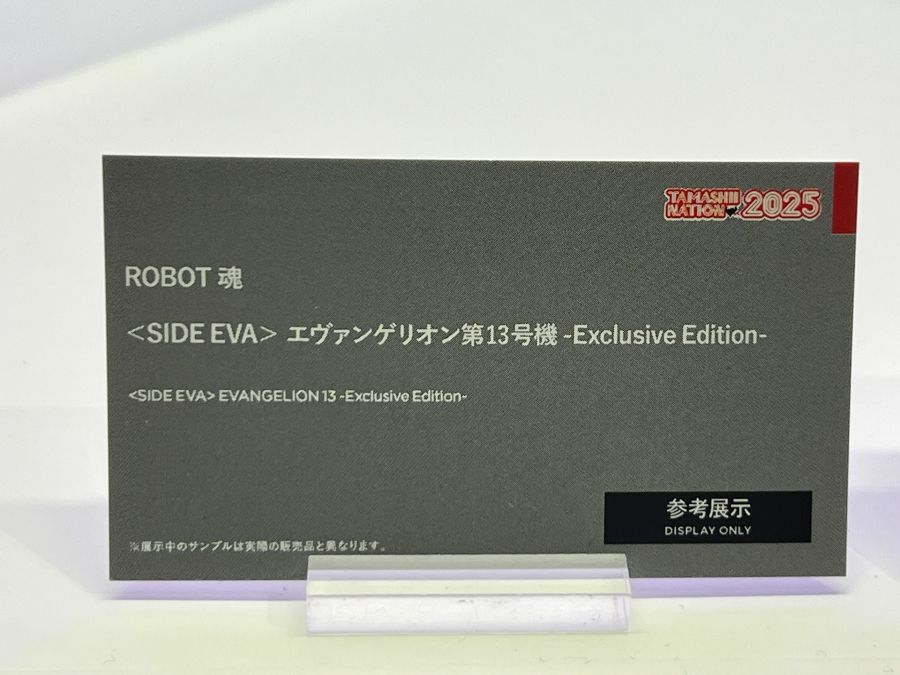 TAMASHII
NATION 2025
ROBOT 魂
＜SIDE EVA＞ エヴァンゲリオン第13号機 -Exclusive Edition-
<SIDE EVA> EVANGELION 13 -Exclusive Edition-
参考展示
DISPLAY ONLY
※展示中のサンプルは実際の販売品と異なります。